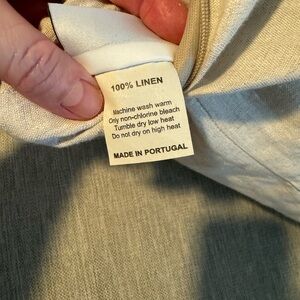 100% LINEN
Machine wash warm
Only non-chlorine bleach
Tumble dry low heat
Do not dry on high heat
MADE IN PORTUGAL